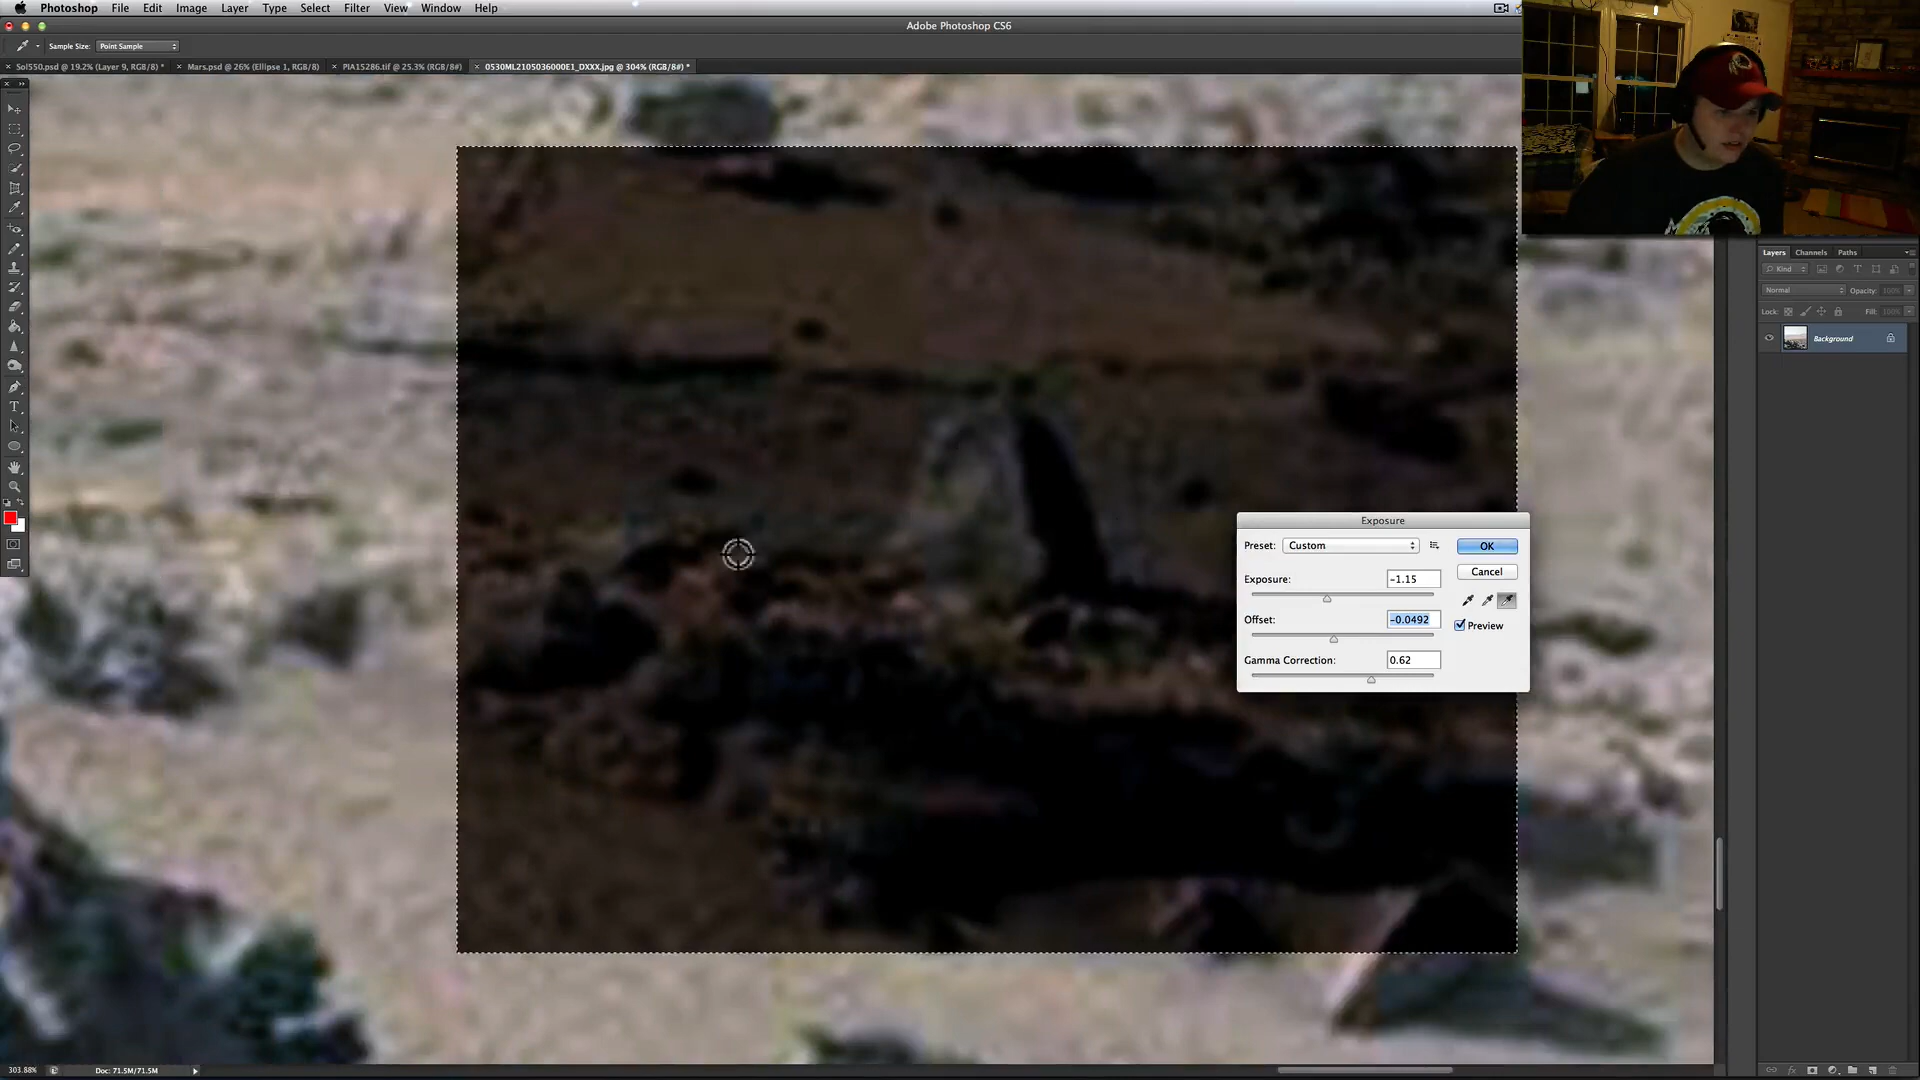 Photoshop File Edit Image Layer Type Select Filter View Window Help
Adobe Photoshop CS6
Sample Size: Point Sample
Sol550.psd @ 19.2% (Layer 9, RGB/8) *
Mars.psd @ 26% (Ellipse 1, RGB/8)
PIA15286.tif @ 25.3% (RGB/8#)
0530ML2105036000E1_DXXX.jpg @ 304% (RGB/8#) *
Layers Channels Paths
Kind
Normal Opacity: 100%
Lock: Fill: 100%
Background
Exposure
Preset: Custom
OK
Cancel
Exposure: -1.15
Offset: -0.0492
Preview
Gamma Correction: 0.62
303.88% Doc: 71.5M/71.5M